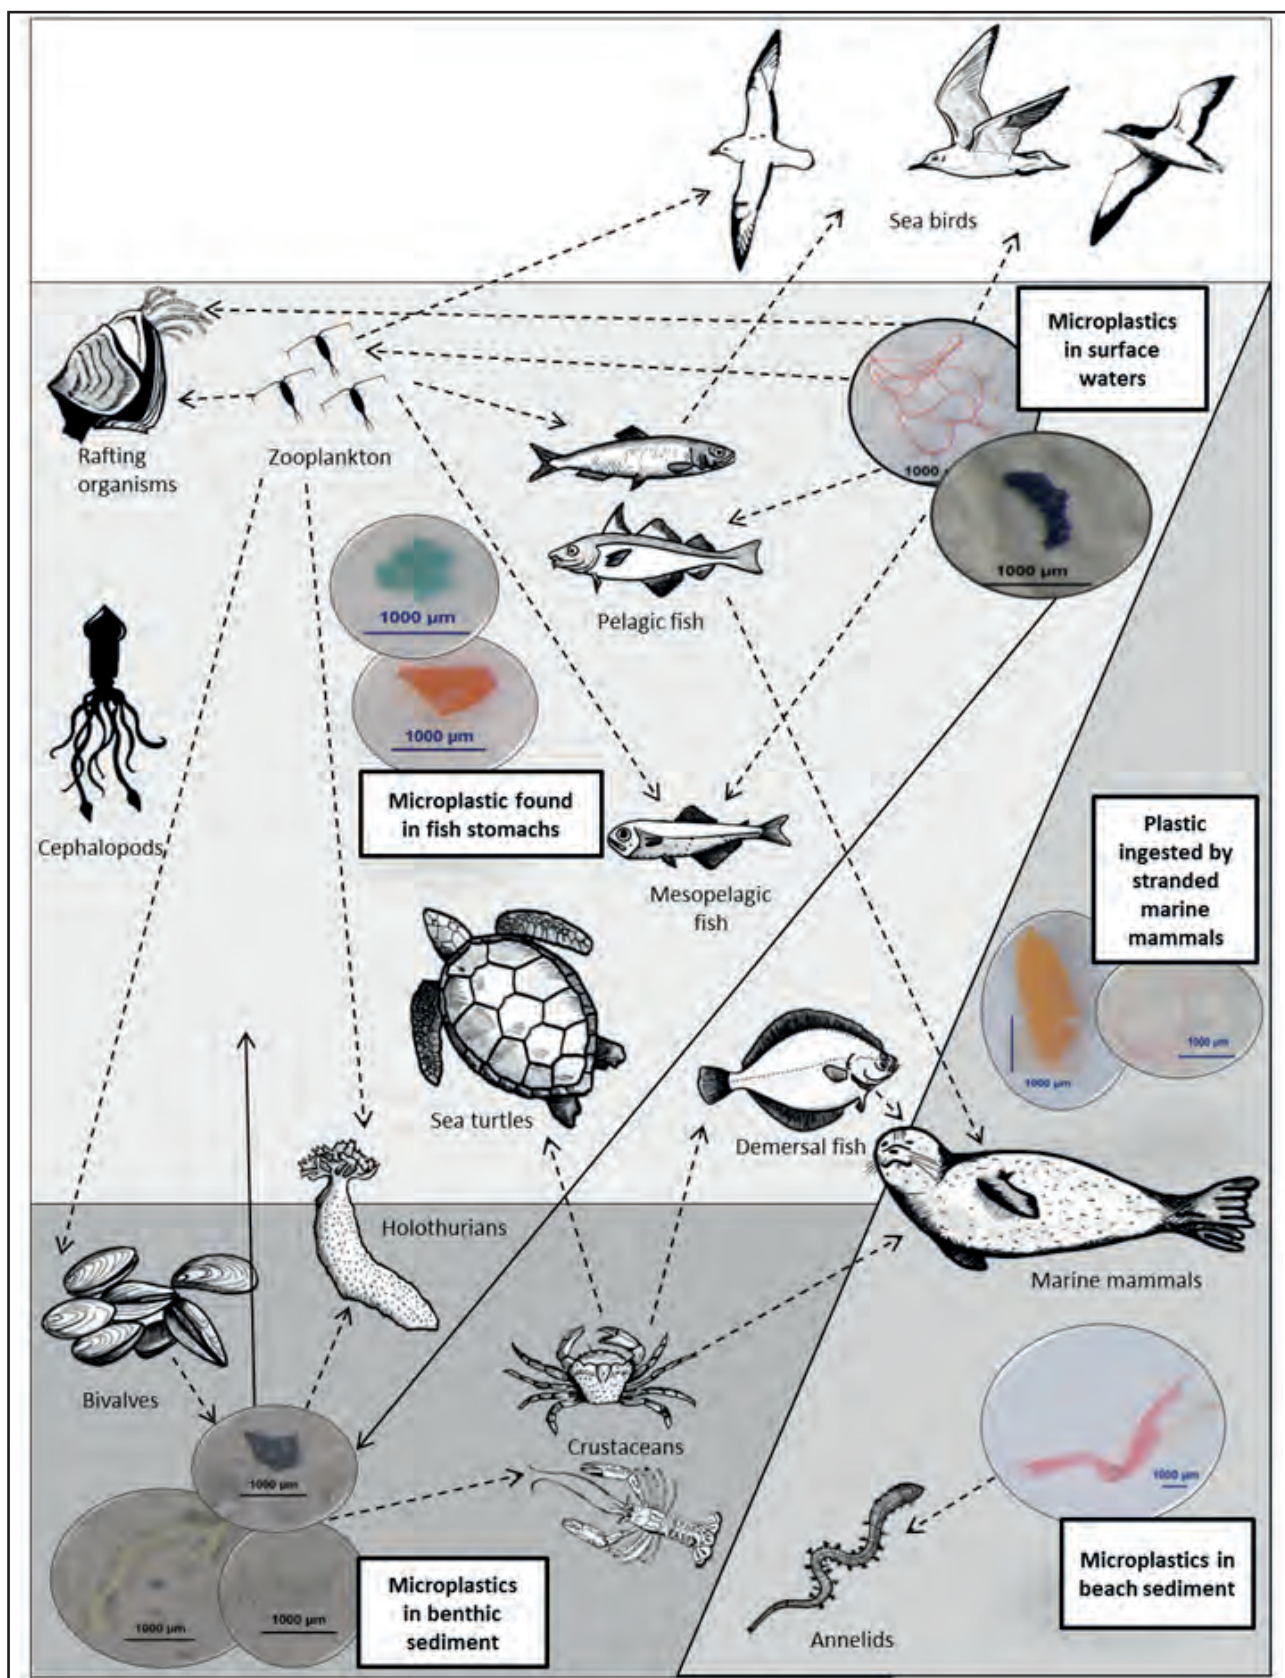 Sea birds
Microplastics
in surface
waters
Rafting
organisms
Zooplankton
1000 µ
1000 µm
1000 µm
Pelagic fish
1000 µm
Microplastic found
in fish stomachs
Cephalopods
Mesopelagic
fish
Plastic
ingested by
stranded
marine
mammals
1000 µm
1000 µm
Sea turtles
Demersal fish
Holothurians
Marine mammals
Bivalves
Crustaceans
1000 µm
1000 µm
1000 µm
1000 µm
Microplastics
in benthic
sediment
Microplastics in
beach sediment
Annelids